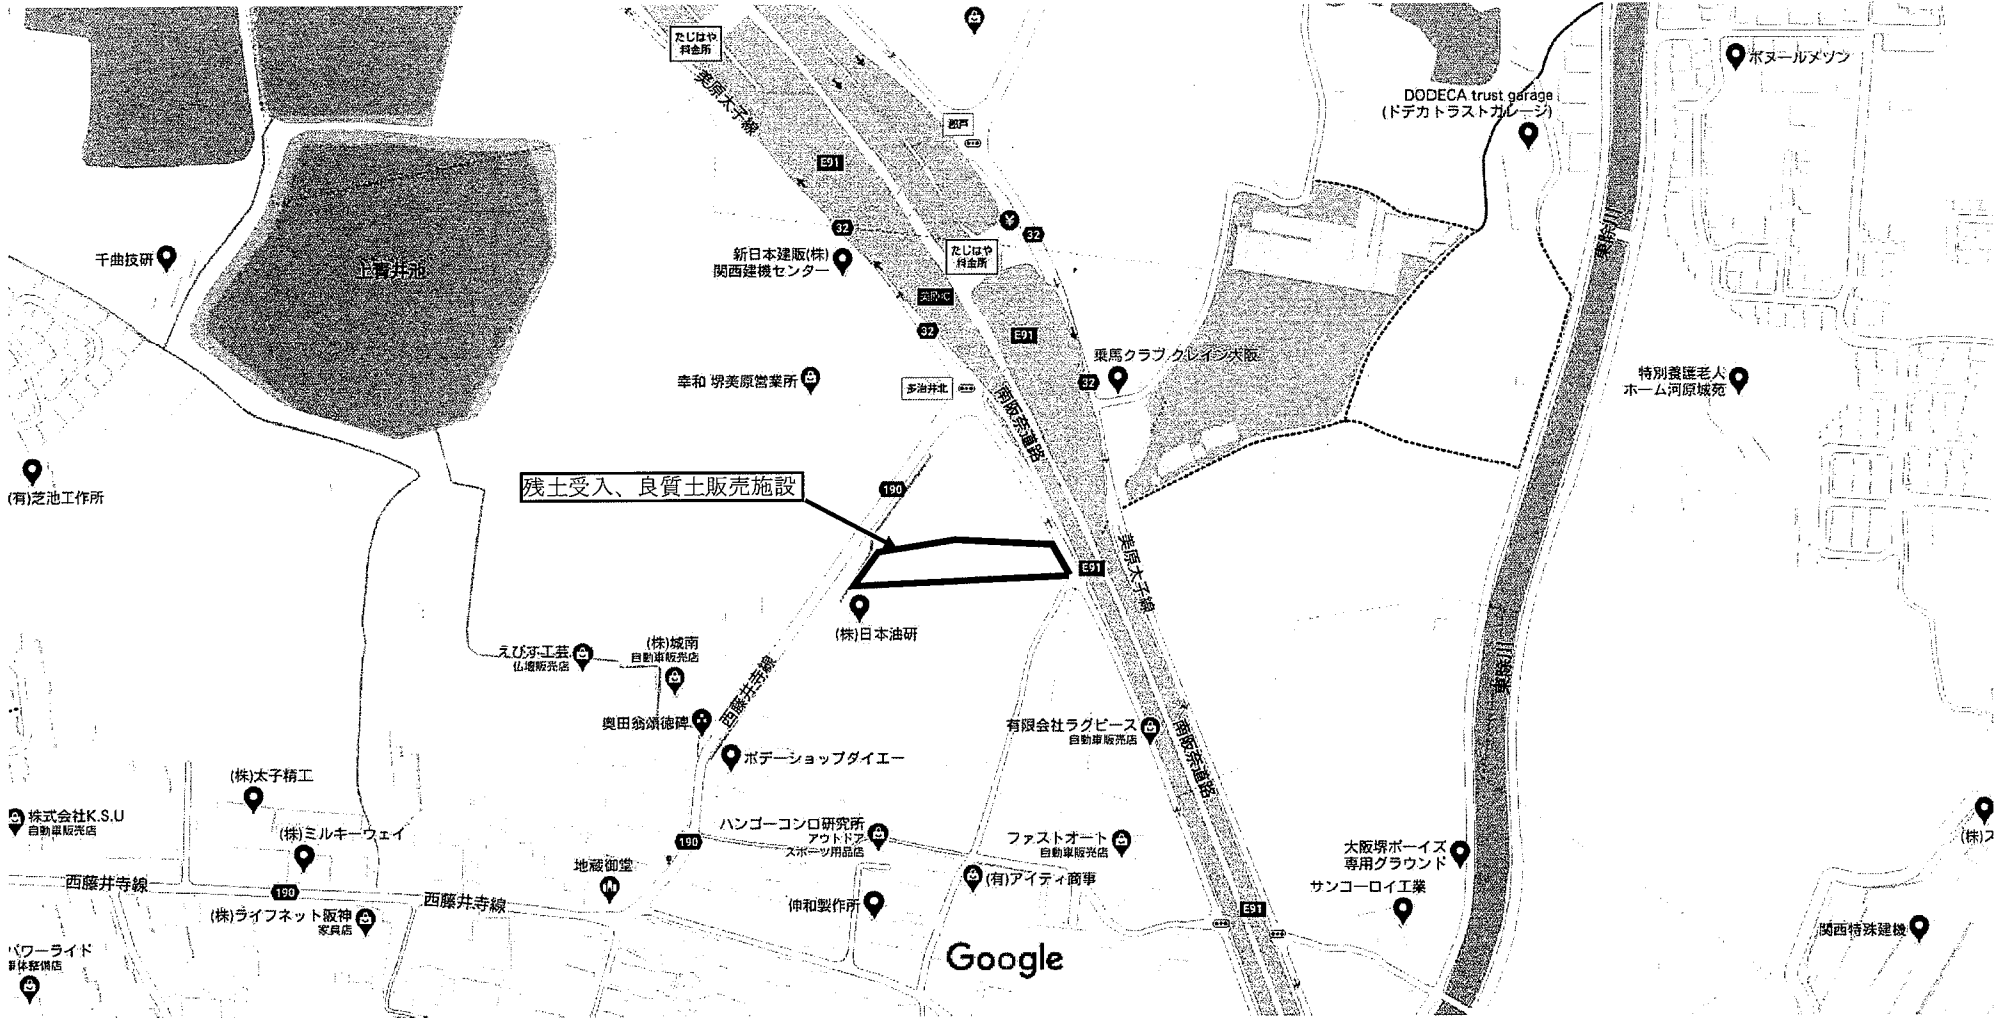 たじはや
料金所
美原太子線
ボヌールメゾン
DODECA trust garage
(ドデカトラストガレージ)
郡戸
E91
32
32
東除川
千曲技研
新日本建販(株)
関西建機センター
たじはや
料金所
美原IC
32
E91
幸和 堺美原営業所
多治井北
南阪奈道路
32
乗馬クラブ クレイン大阪
特別養護老人
ホーム河原城苑
(有)芝池工作所
残土受入、良質土販売施設
190
E91
美原太子線
(株)日本油研
えびす工芸
仏壇販売店
(株)城南
自動車販売店
西藤井寺線
東除川
奥田翁頌徳碑
有限会社ラグピース
自動車販売店
南阪奈道路
ボデーショップダイエー
(株)太子精工
株式会社K.S.U
自動車販売店
(株)ミルキーウェイ
190
ハンゴーコンロ研究所
アウトドア
スポーツ用品店
ファストオート
自動車販売店
大阪堺ボーイズ
専用グラウンド
(株)ス
西藤井寺線
190
西藤井寺線
地蔵御堂
(有)アイティ商事
サンコーロイ工業
(株)ライフネット阪神
家具店
伸和製作所
E91
関西特殊建機
パワーライド
車体整備店
Google